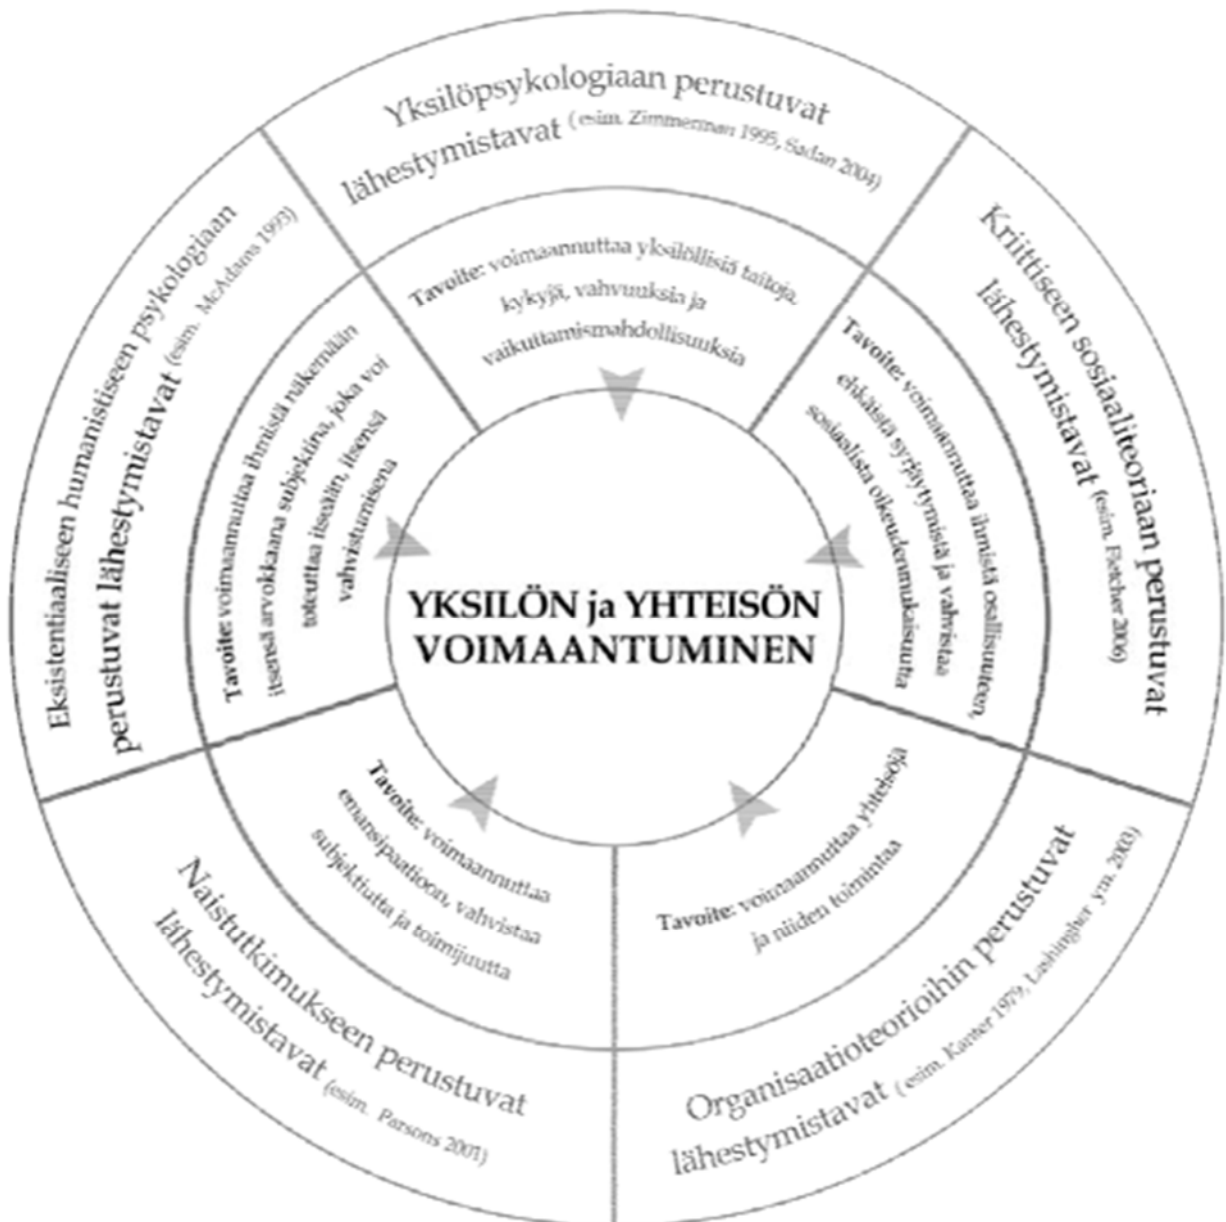 Yksilöpsykologiaan perustuvat
lähestymistavat (esim. Zimmerman 1995, Sadan 2004)
Tavoite: voimaannuttaa yksilöllisiä taitoja,
kykyjä, vahvuuksia ja
vaikuttamismahdollisuuksia
Kriittiseen sosiaaliteoriaan perustuvat
lähestymistavat (esim. Fletcher 2006)
Tavoite: voimaannuttaa ihmistä osallisuuteen,
ehkäistä syrjäytymistä ja vahvistaa
sosiaalista oikeudenmukaisuutta
Organisaatioteorioihin perustuvat
lähestymistavat (esim. Kanter 1979, Lashingher ym. 2003)
Tavoite: voimaannuttaa yhteisöjä
ja niiden toimintaa
Naistutkimukseen perustuvat
lähestymistavat (esim. Parsons 2001)
Tavoite: voimaannuttaa
emansipaatioon, vahvistaa
subjektiutta ja toimijuutta
Eksistentiaaliseen humanistiseen psykologiaan
perustuvat lähestymistavat (esim. McAdams 1993)
Tavoite: voimaannuttaa ihmistä näkemään
itsensä arvokkaana subjektina, joka voi
toteuttaa itseään, itsensä
vahvistumisena
YKSILÖN ja YHTEISÖN
VOIMAANTUMINEN